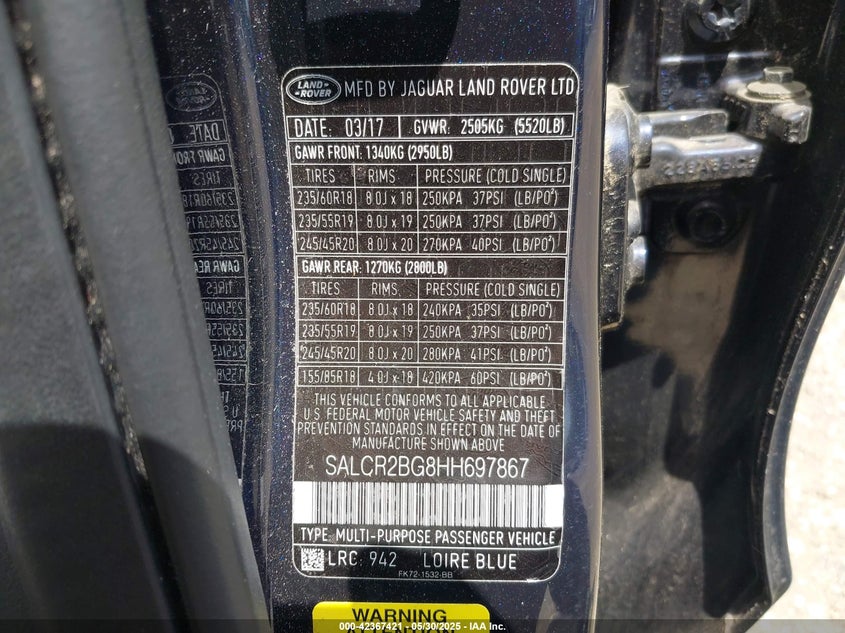 LAND ROVER MFD BY JAGUAR LAND ROVER LTD
DATE: 03/17 GVWR: 2505KG (5520LB)
GAWR FRONT: 1340KG (2950LB)
TIRES RIMS PRESSURE (COLD SINGLE)
235/60R18 8.0J x 18 250KPA 37PSI (LB/PO²)
235/55R19 8.0J x 19 250KPA 37PSI (LB/PO²)
245/45R20 8.0J x 20 270KPA 40PSI (LB/PO²)
GAWR REAR: 1270KG (2800LB)
TIRES RIMS PRESSURE (COLD SINGLE)
235/60R18 8.0J x 18 240KPA 35PSI (LB/PO²)
235/55R19 8.0J x 19 250KPA 37PSI (LB/PO²)
245/45R20 8.0J x 20 280KPA 41PSI (LB/PO²)
155/85R18 4.0J x 18 420KPA 60PSI (LB/PO²)
THIS VEHICLE CONFORMS TO ALL APPLICABLE
U.S. FEDERAL MOTOR VEHICLE SAFETY AND THEFT
PREVENTION STANDARDS IN EFFECT ON THE DATE OF
MANUFACTURE SHOWN ABOVE
SALCR2BG8HH697867
TYPE: MULTI-PURPOSE PASSENGER VEHICLE
LRC: 942 LOIRE BLUE
FK72-1532-BB
WARNING
000-42367421 - 05/30/2025 - IAA Inc.